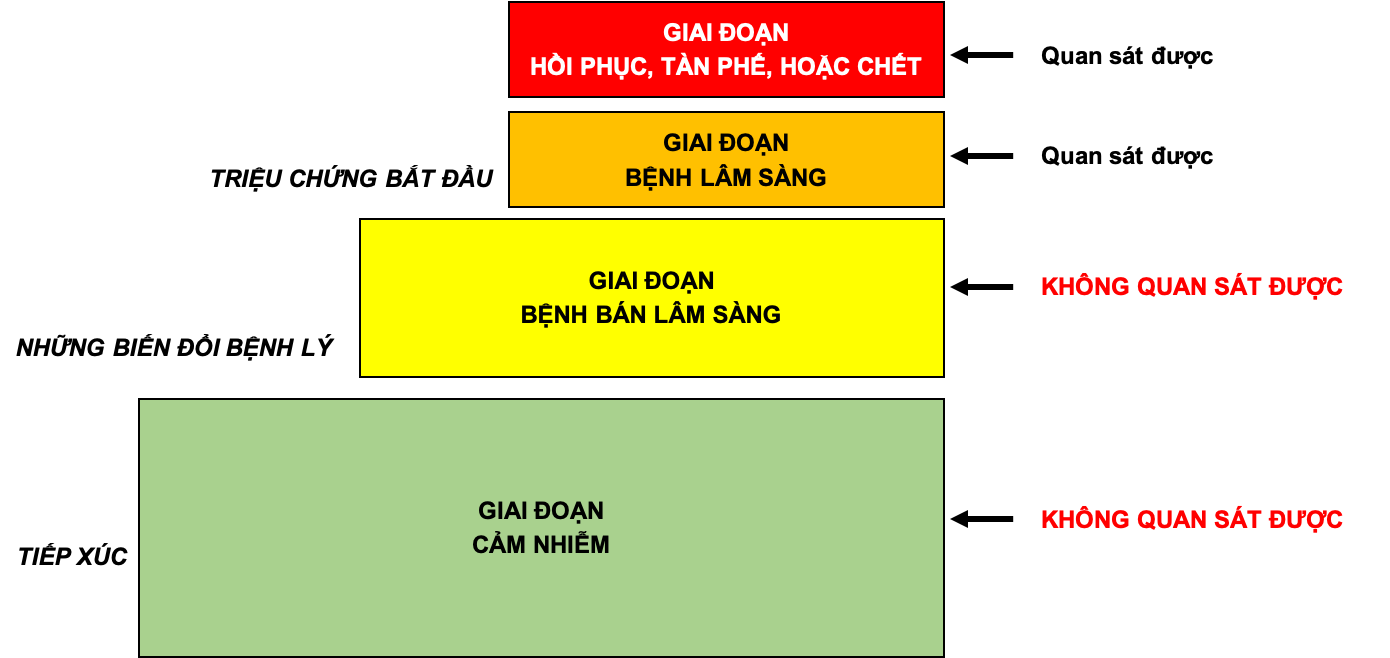 GIAI ĐOẠN
HỒI PHỤC, TÀN PHẾ, HOẶC CHẾT
Quan sát được
GIAI ĐOẠN
BỆNH LÂM SÀNG
Quan sát được
TRIỆU CHỨNG BẮT ĐẦU
GIAI ĐOẠN
BỆNH BÁN LÂM SÀNG
KHÔNG QUAN SÁT ĐƯỢC
NHỮNG BIẾN ĐỔI BỆNH LÝ
GIAI ĐOẠN
CẢM NHIỄM
KHÔNG QUAN SÁT ĐƯỢC
TIẾP XÚC